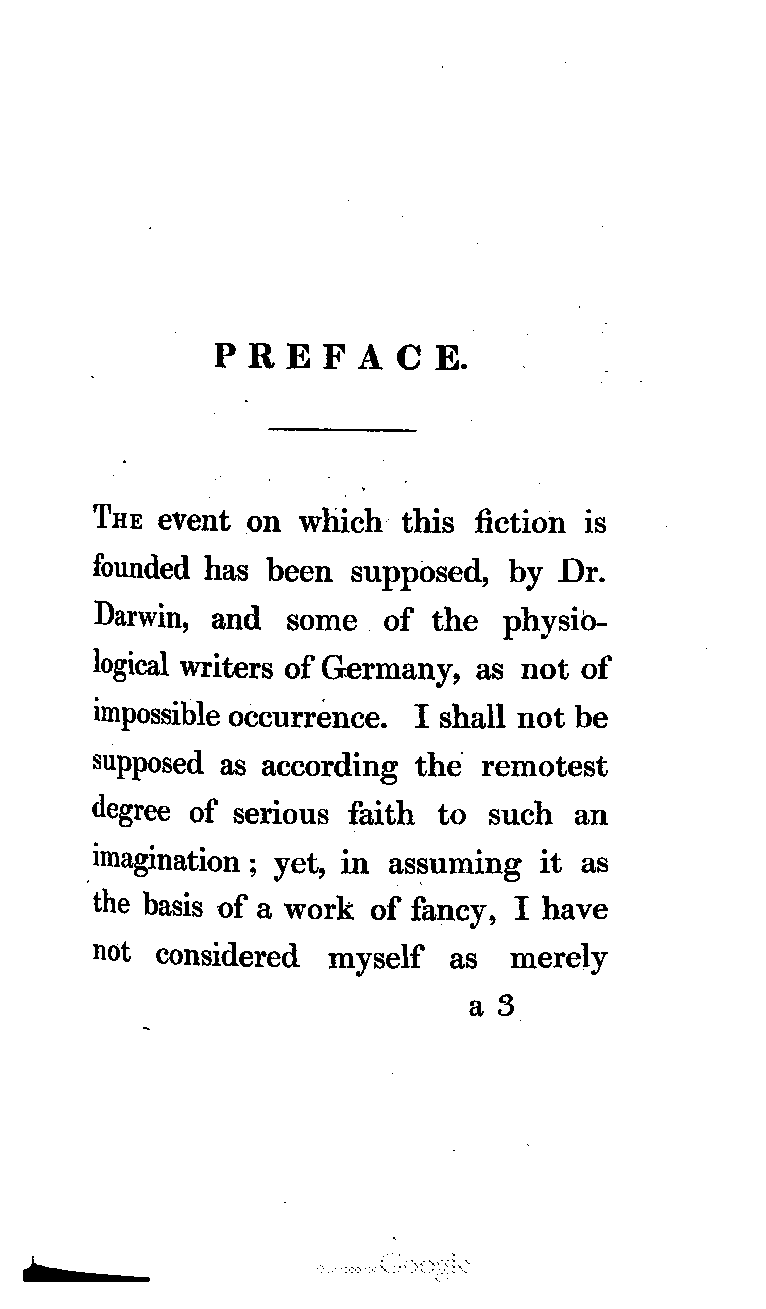 PREFACE.
THE event on which this fiction is
founded has been supposed, by Dr.
Darwin, and some of the physio-
logical writers of Germany, as not of
impossible occurrence. I shall not be
supposed as according the remotest
degree of serious faith to such an
imagination; yet, in assuming it as
the basis of a work of fancy, I have
not considered myself as merely
a 3
Google